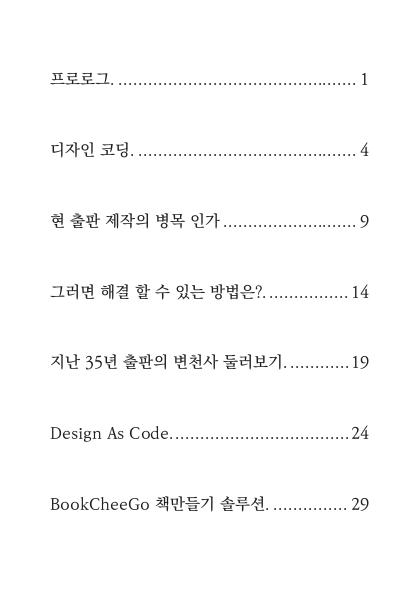 프로로그. ................................................ 1
디자인 코딩. ............................................ 4
현 출판 제작의 병목 인가 ........................... 9
그러면 해결 할 수 있는 방법은?. ................ 14
지난 35년 출판의 변천사 둘러보기. ............ 19
Design As Code. ................................... 24
BookCheeGo 책만들기 솔루션. ............... 29